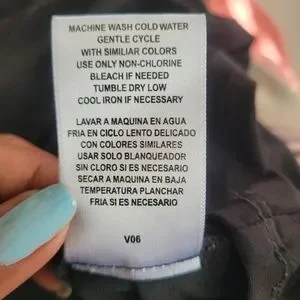 MACHINE WASH COLD WATER
GENTLE CYCLE
WITH SIMILIAR COLORS
USE ONLY NON-CHLORINE
BLEACH IF NEEDED
TUMBLE DRY LOW
COOL IRON IF NECESSARY
LAVAR A MAQUINA EN AGUA
FRIA EN CICLO LENTO DELICADO
CON COLORES SIMILARES
USAR SOLO BLANQUEADOR
SIN CLORO SI ES NECESARIO
SECAR A MAQUINA EN BAJA
TEMPERATURA PLANCHAR
FRIA SI ES NECESARIO
V06